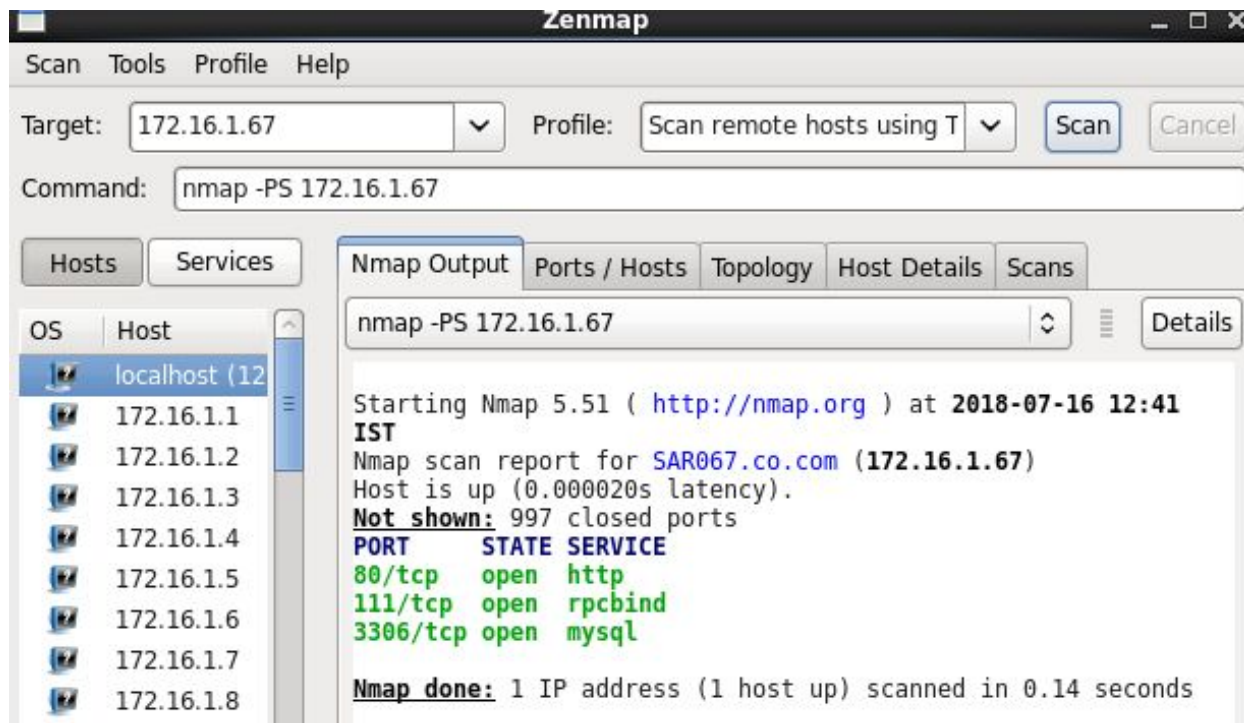 Zenmap
Scan Tools Profile Help
Target: 172.16.1.67 Profile: Scan remote hosts using T Scan Cancel
Command: nmap -PS 172.16.1.67
Hosts Services
Nmap Output Ports / Hosts Topology Host Details Scans
OS Host
nmap -PS 172.16.1.67 Details
localhost (12
172.16.1.1
172.16.1.2
172.16.1.3
172.16.1.4
172.16.1.5
172.16.1.6
172.16.1.7
172.16.1.8
Starting Nmap 5.51 ( http://nmap.org ) at 2018-07-16 12:41
IST
Nmap scan report for SAR067.co.com (172.16.1.67)
Host is up (0.000020s latency).
Not shown: 997 closed ports
PORT STATE SERVICE
80/tcp open http
111/tcp open rpcbind
3306/tcp open mysql
Nmap done: 1 IP address (1 host up) scanned in 0.14 seconds